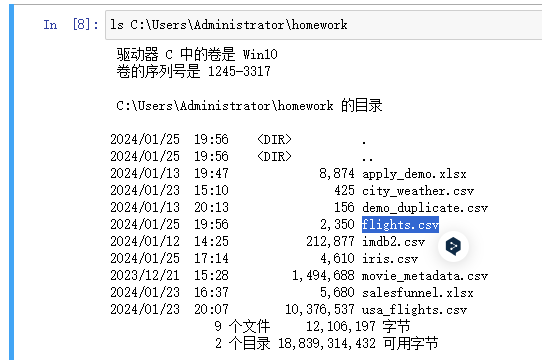 In [8]: ls C:\Users\Administrator\homework
驱动器 C 中的卷是 Win10
卷的序列号是 1245-3317
C:\Users\Administrator\homework 的目录
2024/01/25  19:56    <DIR>          .
2024/01/25  19:56    <DIR>          ..
2024/01/13  19:47             8,874 apply_demo.xlsx
2024/01/23  15:10               425 city_weather.csv
2024/01/13  20:13               156 demo_duplicate.csv
2024/01/25  19:56             2,350 flights.csv
2024/01/12  14:25           212,877 imdb2.csv
2024/01/25  17:14             4,610 iris.csv
2023/12/21  15:28         1,494,688 movie_metadata.csv
2024/01/23  16:37             5,680 salesfunnel.xlsx
2024/01/23  20:07        10,376,537 usa_flights.csv
9 个文件     12,106,197 字节
2 个目录 18,839,314,432 可用字节